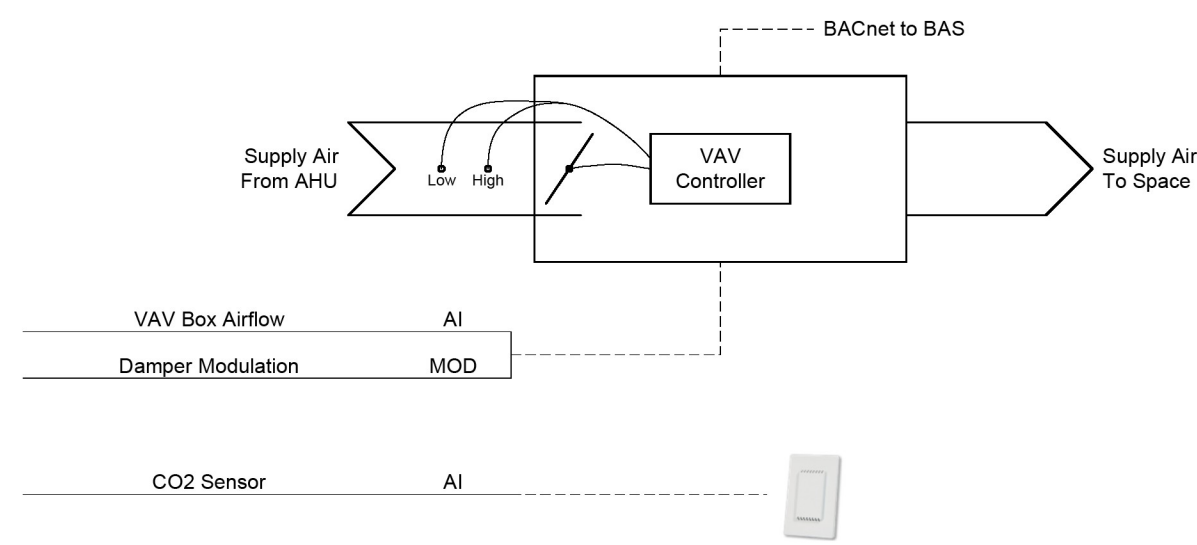 BACnet to BAS
Supply Air
From AHU
Low
High
VAV
Controller
Supply Air
To Space
VAV Box Airflow
AI
Damper Modulation
MOD
CO2 Sensor
AI